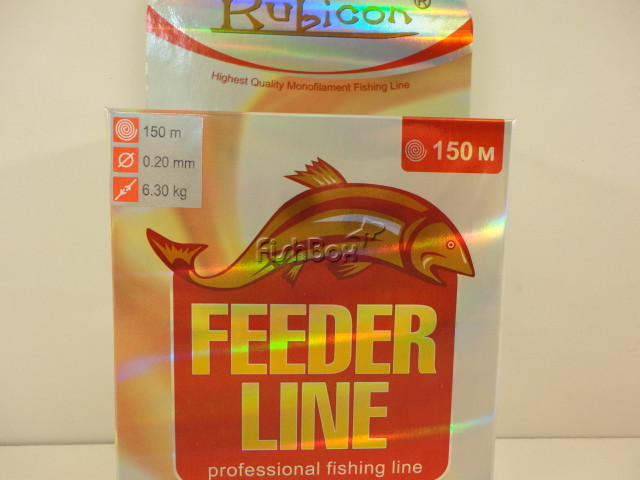 Rubicon®
Highest Quality Monofilament Fishing Line
150 m
0.20 mm
6.30 kg
150 м
FishBox
FEEDER
LINE
professional fishing line